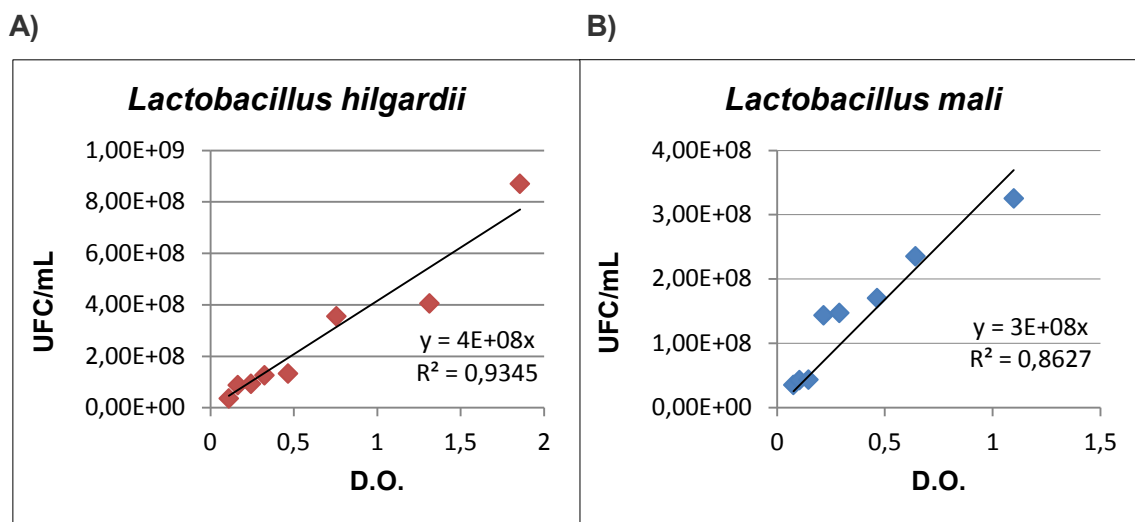 A)
Lactobacillus hilgardii
UFC/mL
1,00E+09
8,00E+08
6,00E+08
4,00E+08
2,00E+08
0,00E+00
y = 4E+08x
R² = 0,9345
0 0,5 1 1,5 2
D.O.
B)
Lactobacillus mali
UFC/mL
4,00E+08
3,00E+08
2,00E+08
1,00E+08
0,00E+00
y = 3E+08x
R² = 0,8627
0 0,5 1 1,5
D.O.